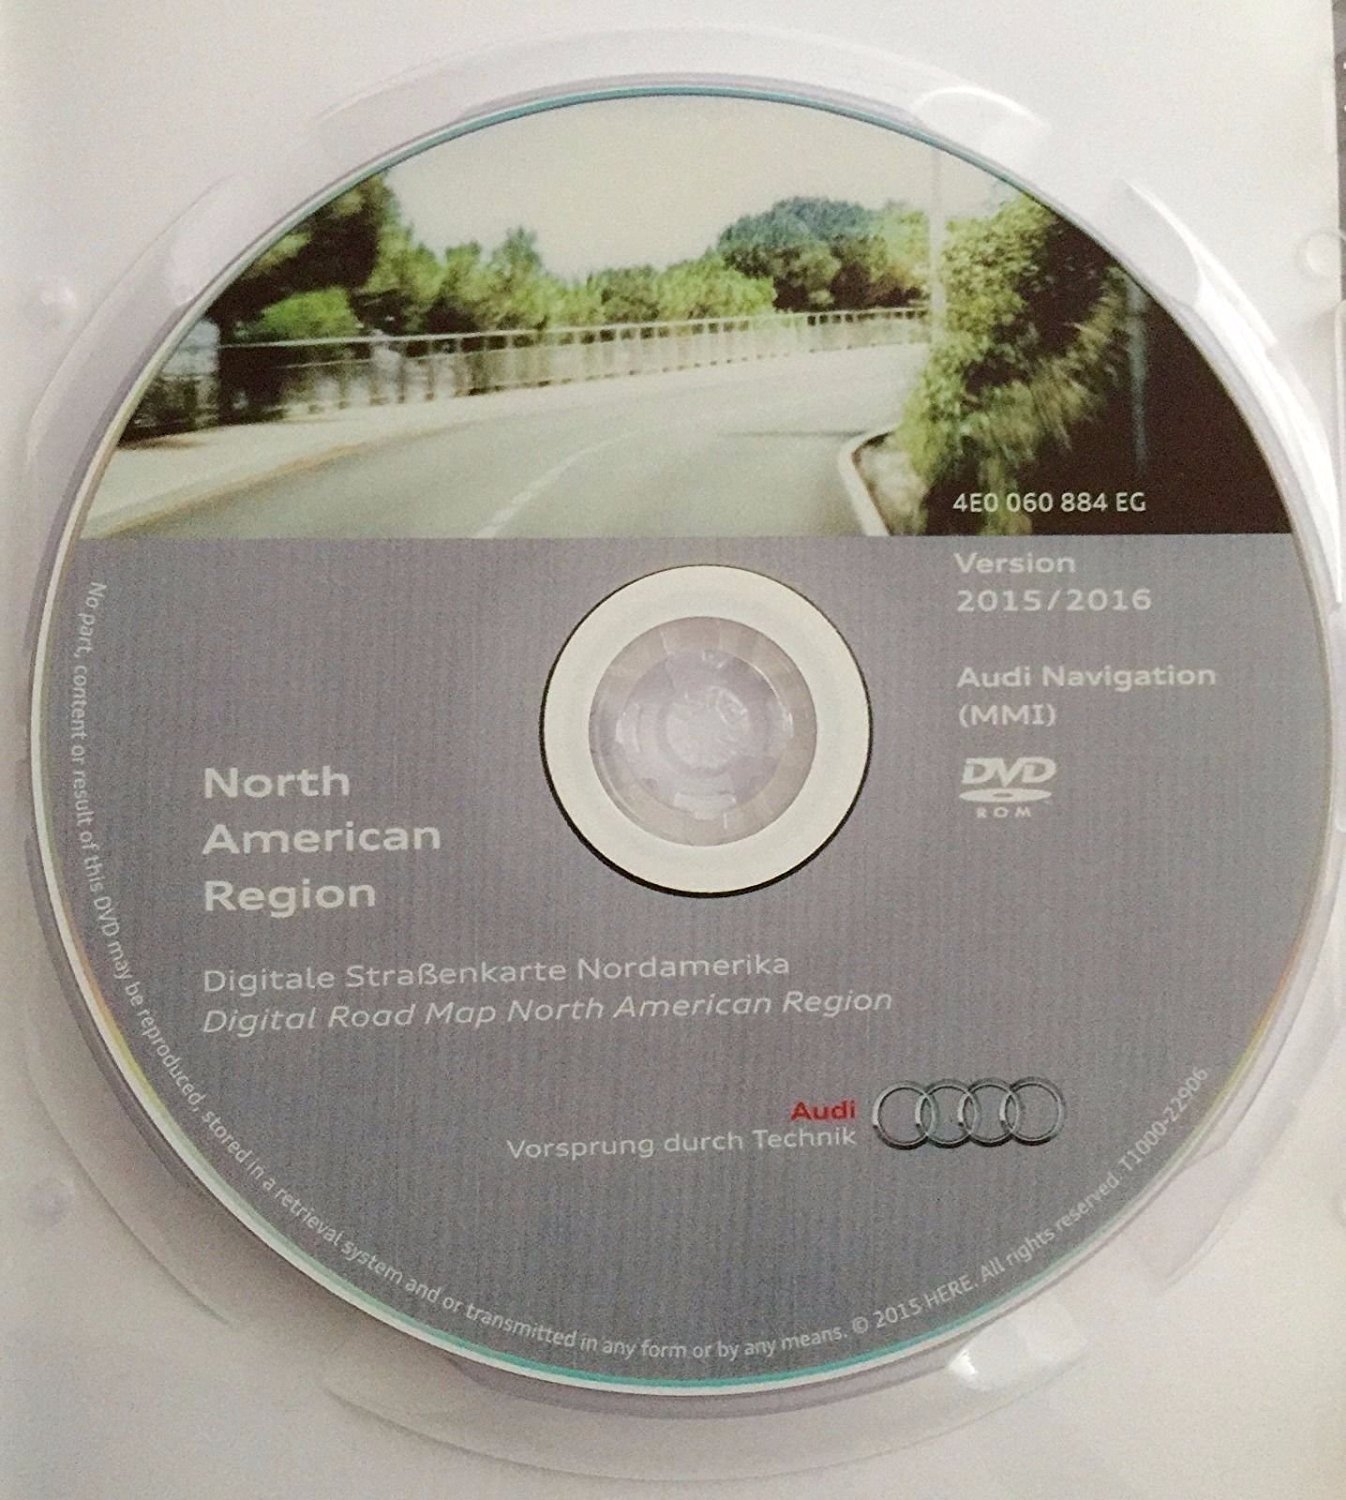 4E0 060 884 EG
Version
2015/2016
Audi Navigation
(MMI)
DVD
ROM
North
American
Region
Digitale Straßenkarte Nordamerika
Digital Road Map North American Region
Audi
Vorsprung durch Technik
No part, content or result of this DVD may be reproduced, stored in a retrieval system and or transmitted in any form or by any means. © 2015 HERE. All rights reserved. T1000-22906